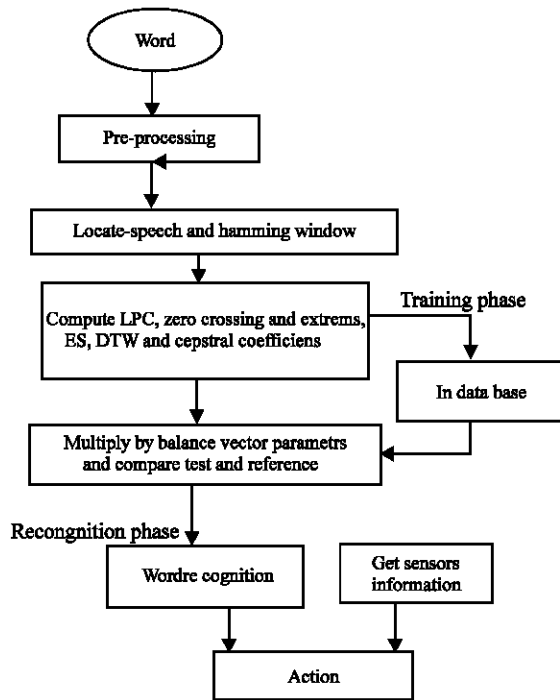 Word
Pre-processing
Locate-speech and hamming window
Compute LPC, zero crossing and extrems,
ES, DTW and cepstral coefficiens
Training phase
In data base
Multiply by balance vector parametrs
and compare test and reference
Recongnition phase
Wordre cognition
Get sensors
information
Action